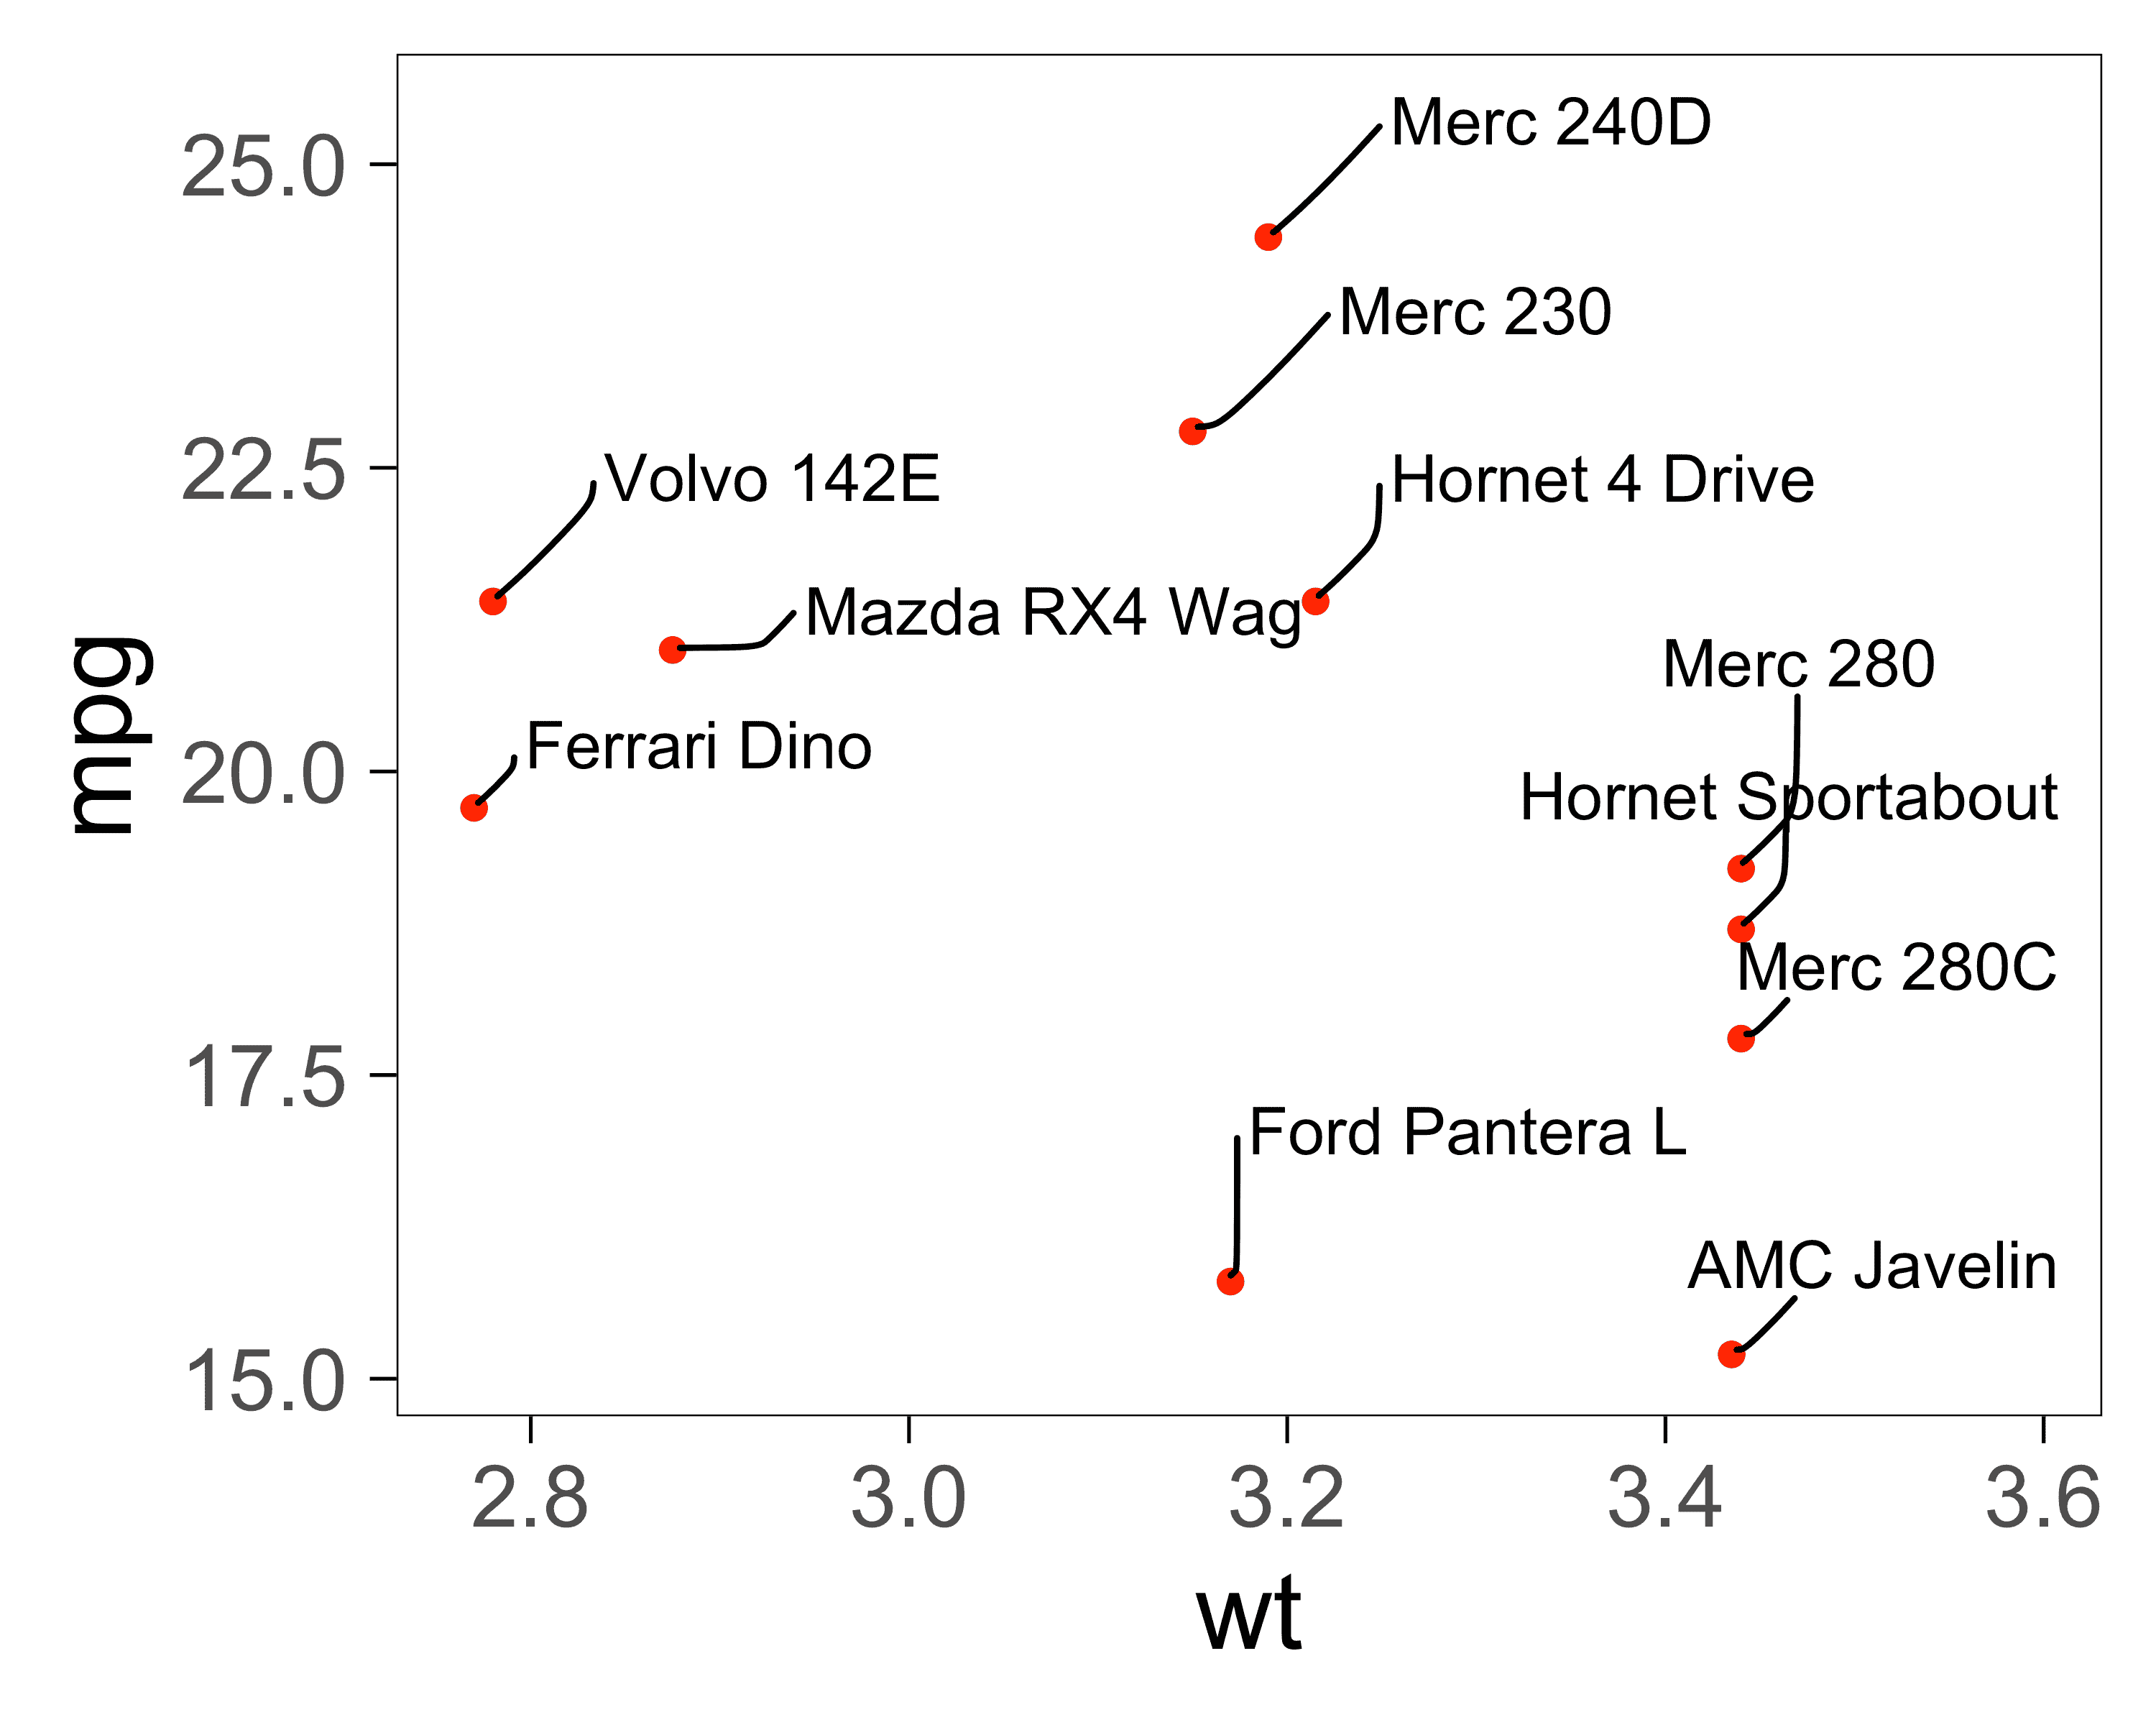 Merc 240D
25.0
Merc 230
22.5
Volvo 142E
Hornet 4 Drive
Mazda RX4 Wag
Merc 280
mpg
Ferrari Dino
20.0
Hornet Sportabout
Merc 280C
17.5
Ford Pantera L
AMC Javelin
15.0
2.8 3.0 3.2 3.4 3.6
wt